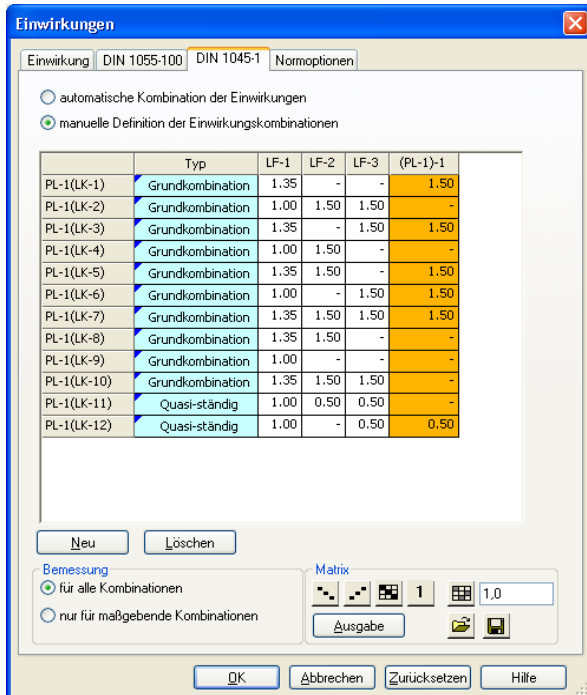 Einwirkungen
Einwirkung DIN 1055-100 DIN 1045-1 Normoptionen
automatische Kombination der Einwirkungen
manuelle Definition der Einwirkungskombinationen
Typ LF-1 LF-2 LF-3 (PL-1)-1
PL-1(LK-1) Grundkombination 1.35 - - 1.50
PL-1(LK-2) Grundkombination 1.00 1.50 1.50 -
PL-1(LK-3) Grundkombination 1.35 - 1.50 1.50
PL-1(LK-4) Grundkombination 1.00 1.50 - -
PL-1(LK-5) Grundkombination 1.35 1.50 - 1.50
PL-1(LK-6) Grundkombination 1.00 - 1.50 1.50
PL-1(LK-7) Grundkombination 1.35 1.50 1.50 1.50
PL-1(LK-8) Grundkombination 1.35 1.50 - -
PL-1(LK-9) Grundkombination 1.00 - - -
PL-1(LK-10) Grundkombination 1.35 1.50 1.50 -
PL-1(LK-11) Quasi-ständig 1.00 0.50 0.50 -
PL-1(LK-12) Quasi-ständig 1.00 - 0.50 0.50
Neu Löschen
Bemessung
für alle Kombinationen
nur für maßgebende Kombinationen
Matrix
1 1,0
Ausgabe
OK Abbrechen Zurücksetzen Hilfe